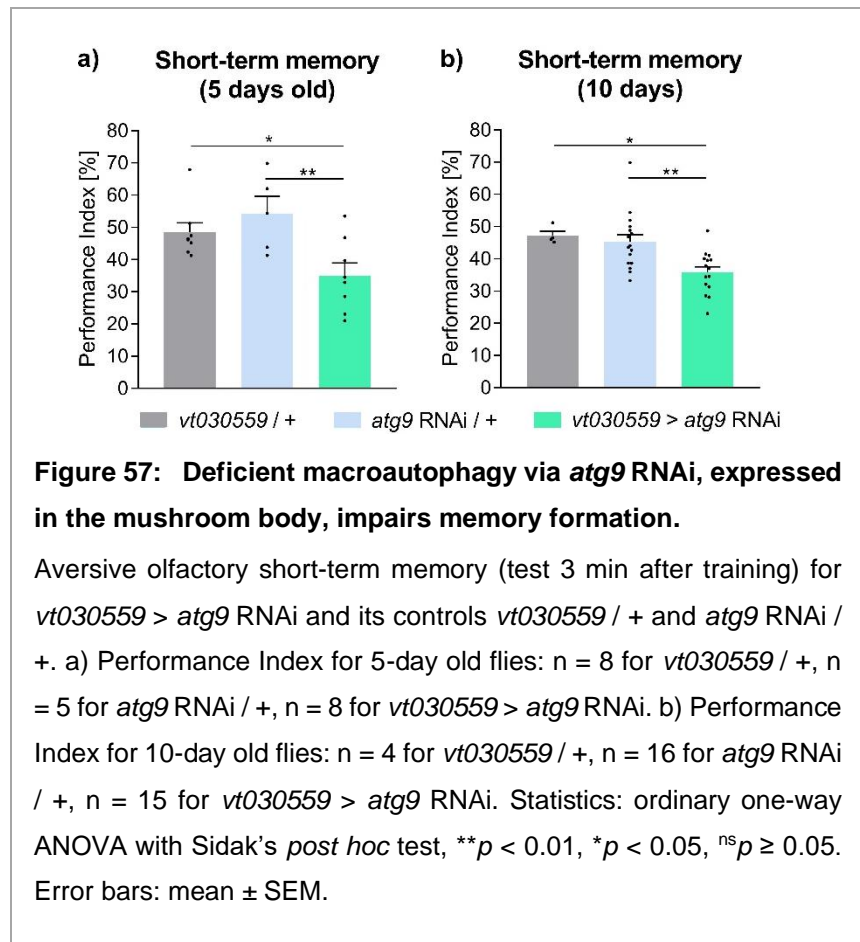 a) Short-term memory
(5 days old)
b) Short-term memory
(10 days)
Performance Index [%]
80
70
60
50
40
30
20
10
0
*
**
Performance Index [%]
80
70
60
50
40
30
20
10
0
*
**
vt030559 / +
atg9 RNAi / +
vt030559 > atg9 RNAi
Figure 57: Deficient macroautophagy via atg9 RNAi, expressed
in the mushroom body, impairs memory formation.
Aversive olfactory short-term memory (test 3 min after training) for
vt030559 > atg9 RNAi and its controls vt030559 / + and atg9 RNAi /
+. a) Performance Index for 5-day old flies: n = 8 for vt030559 / +, n
= 5 for atg9 RNAi / +, n = 8 for vt030559 > atg9 RNAi. b) Performance
Index for 10-day old flies: n = 4 for vt030559 / +, n = 16 for atg9 RNAi
/ +, n = 15 for vt030559 > atg9 RNAi. Statistics: ordinary one-way
ANOVA with Sidak’s post hoc test, **p < 0.01, *p < 0.05, nsp ≥ 0.05.
Error bars: mean ± SEM.